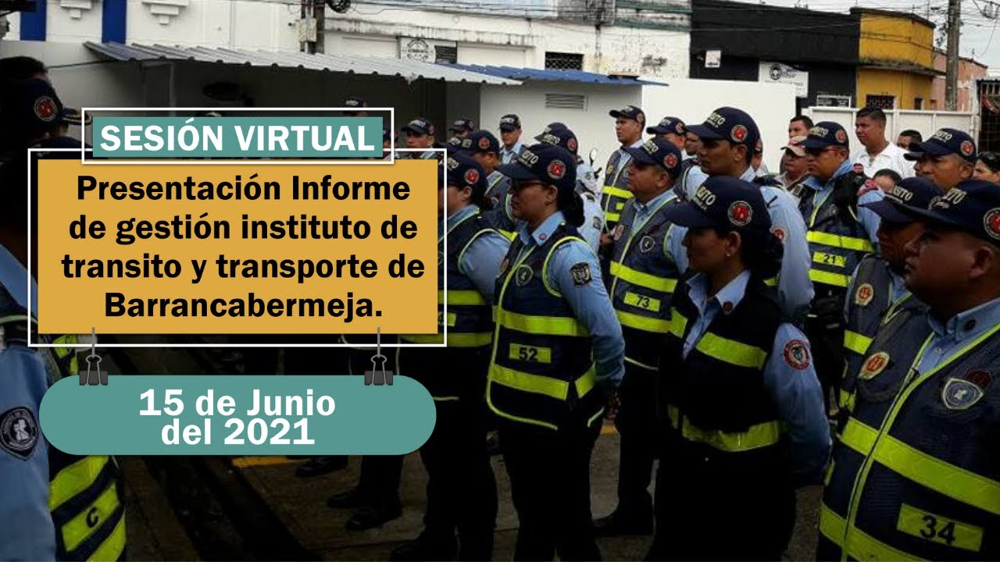 SESIÓN VIRTUAL
Presentación Informe
de gestión instituto de
transito y transporte de
Barrancabermeja.
15 de Junio
del 2021
52
73
21
34
C